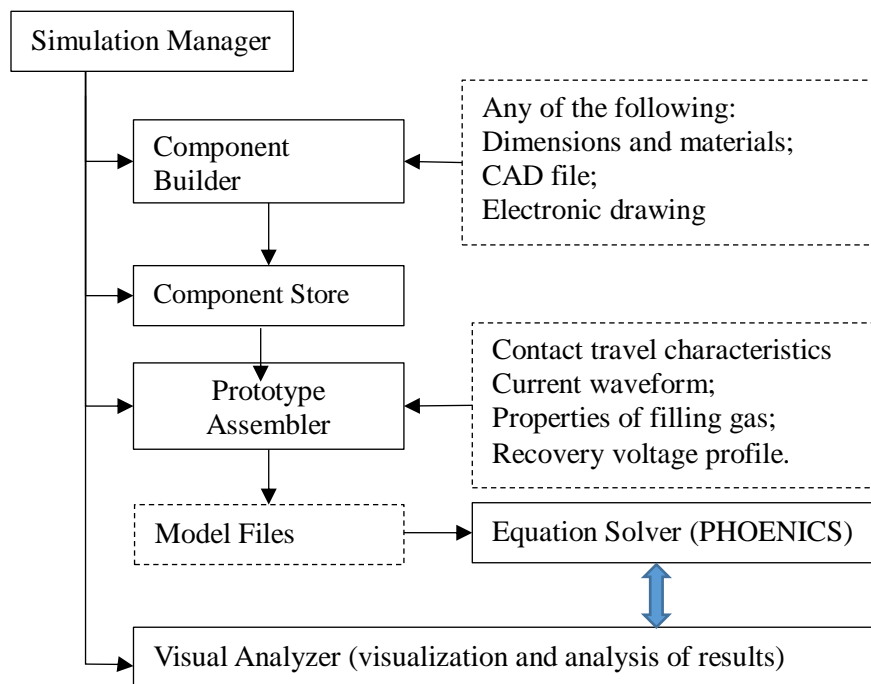 Simulation Manager
Any of the following:
Dimensions and materials;
CAD file;
Electronic drawing
Component
Builder
Component Store
Contact travel characteristics
Current waveform;
Properties of filling gas;
Recovery voltage profile.
Prototype
Assembler
Model Files
Equation Solver (PHOENICS)
Visual Analyzer (visualization and analysis of results)